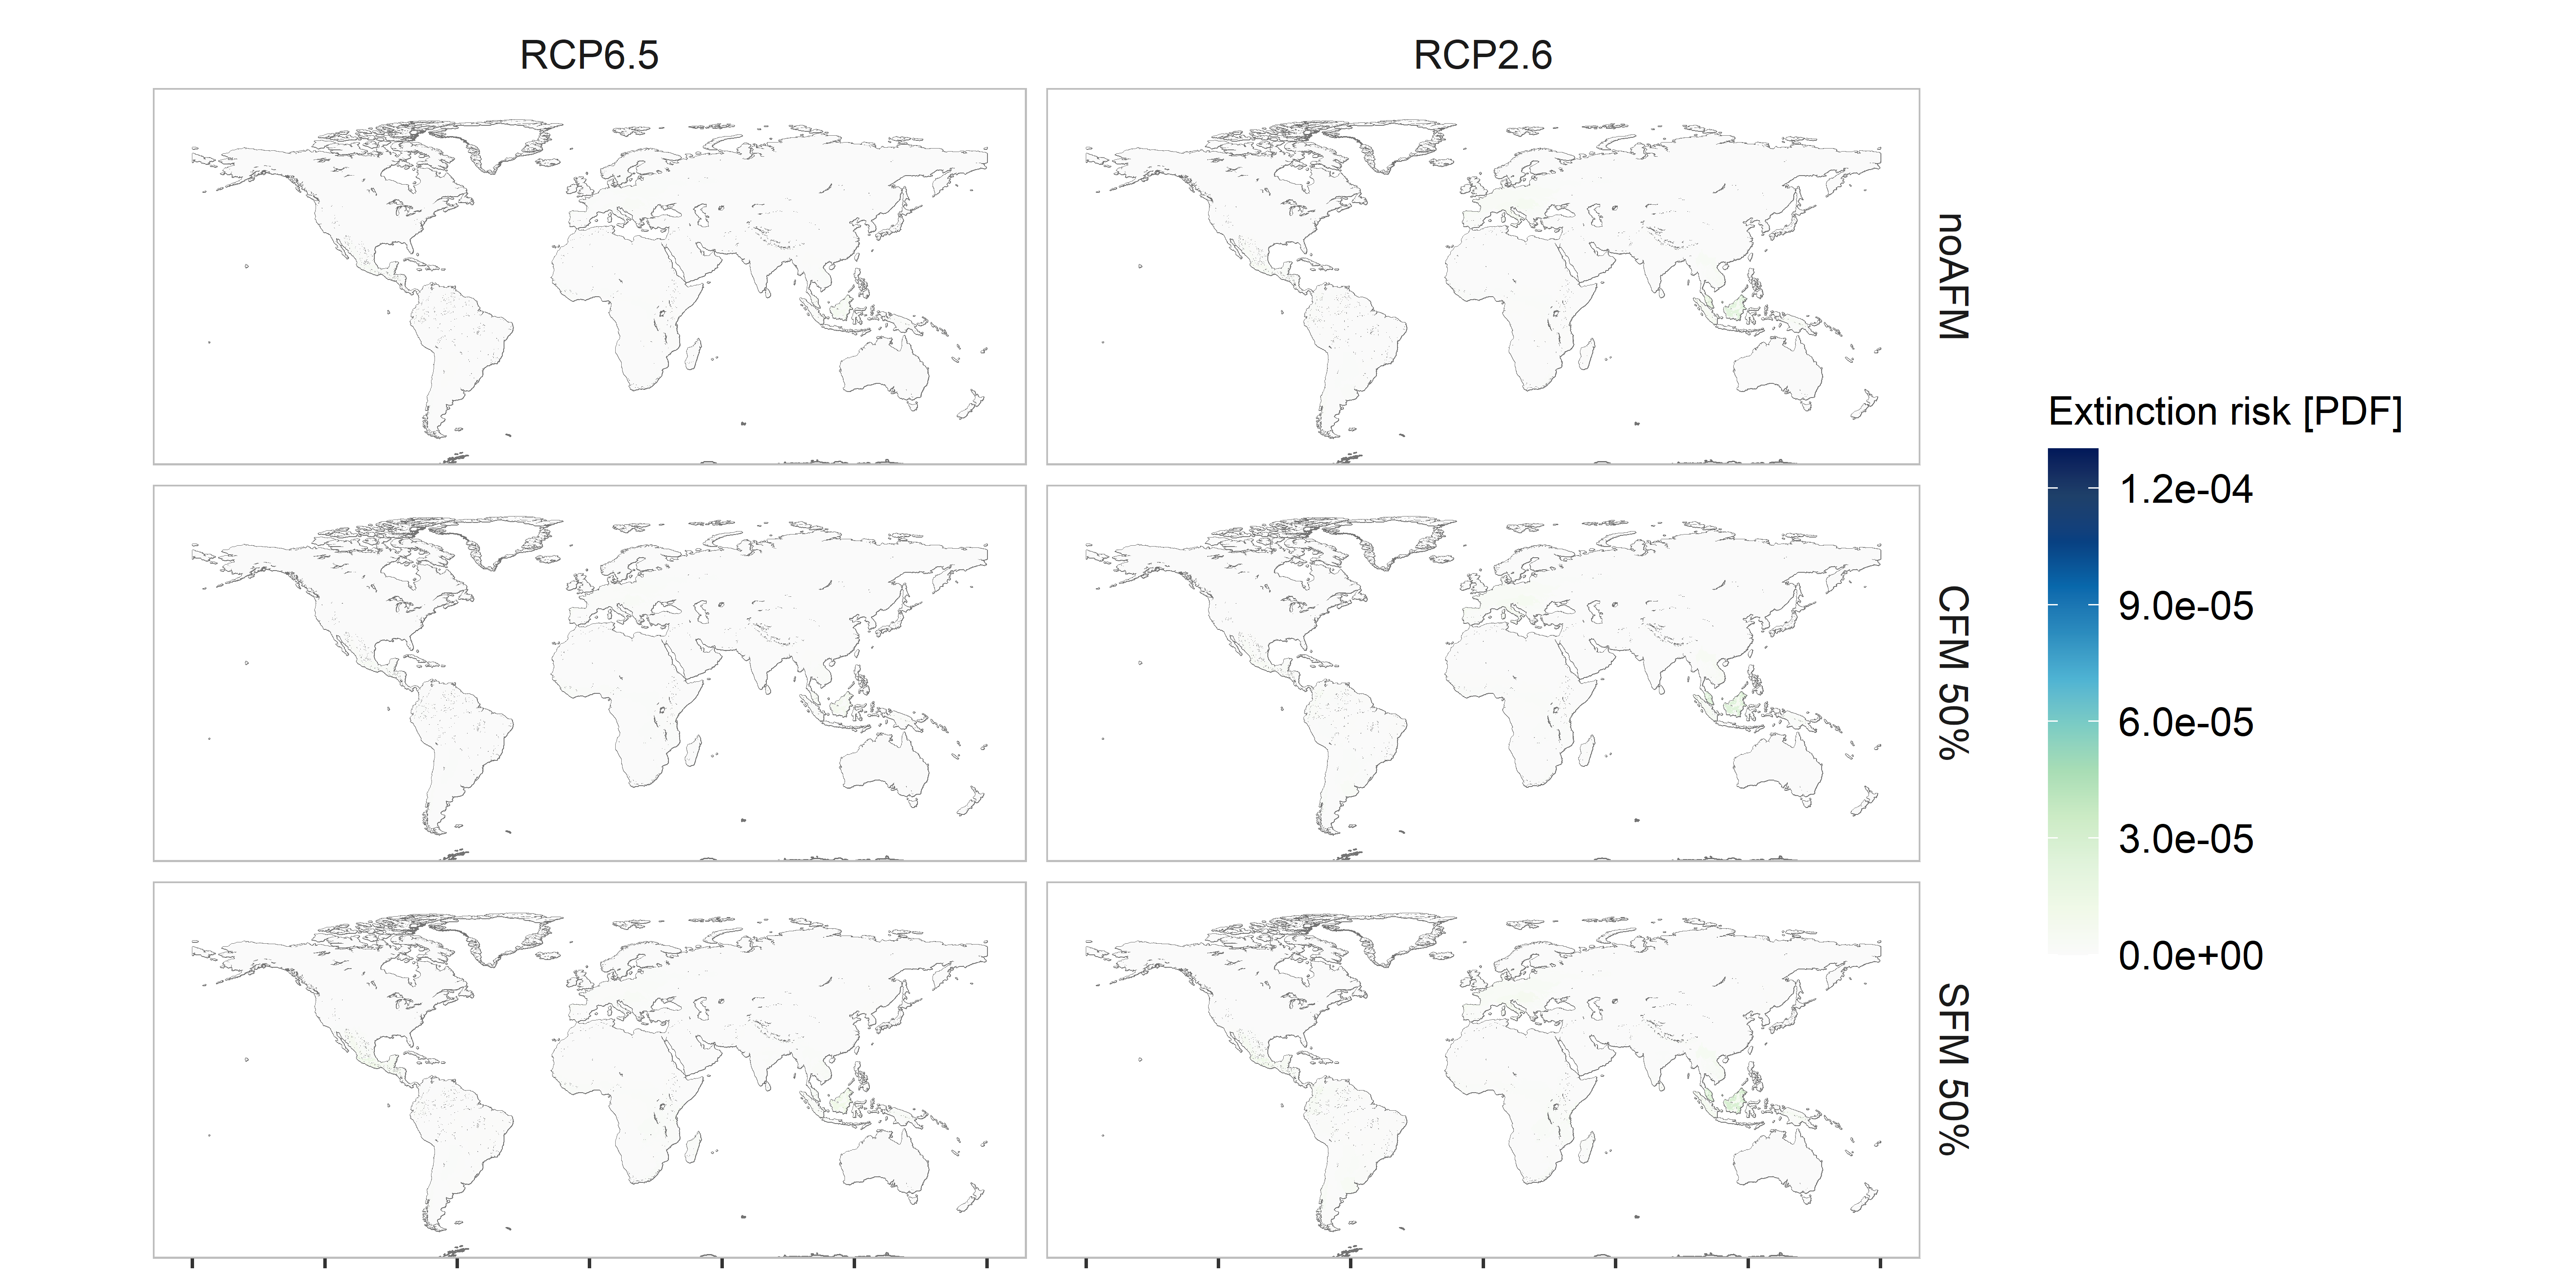 RCP6.5
RCP2.6
noAFM
CFM 50%
SFM 50%
Extinction risk [PDF]
1.2e-04
9.0e-05
6.0e-05
3.0e-05
0.0e+00